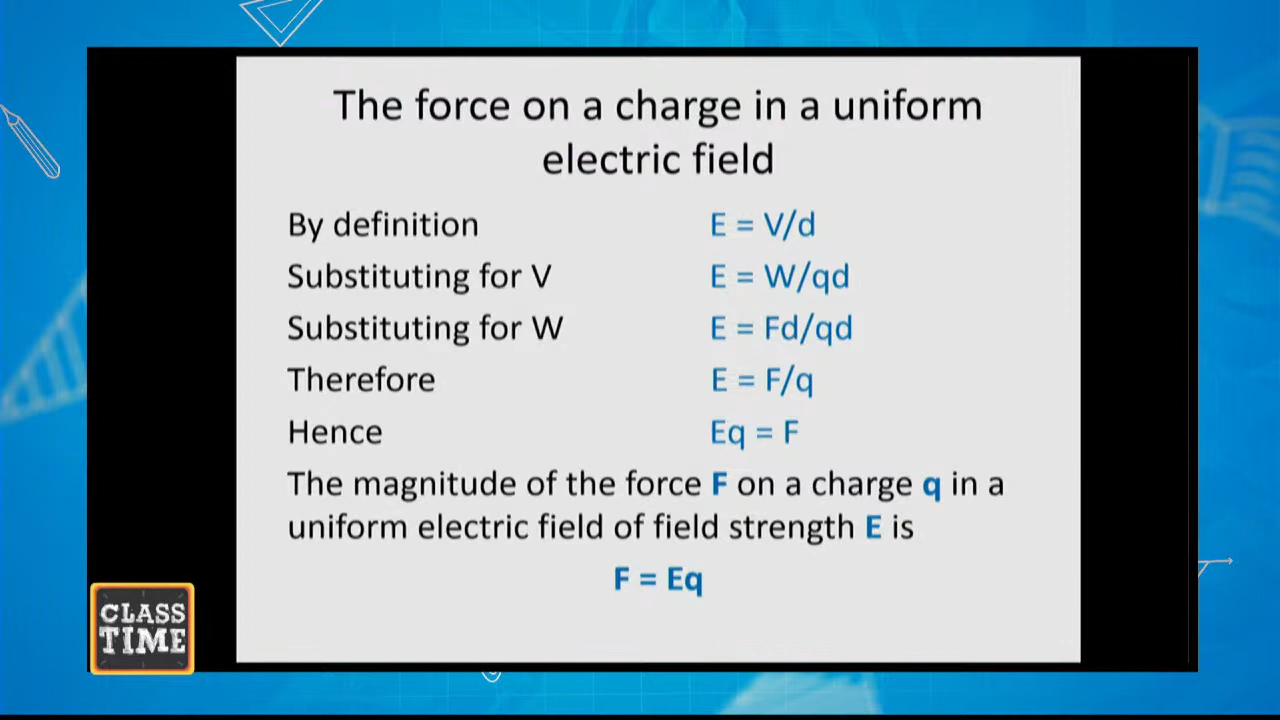 The force on a charge in a uniform
electric field
By definition E = V/d
Substituting for V E = W/qd
Substituting for W E = Fd/qd
Therefore E = F/q
Hence Eq = F
The magnitude of the force F on a charge q in a
uniform electric field of field strength E is
F = Eq
CLASS
TIME